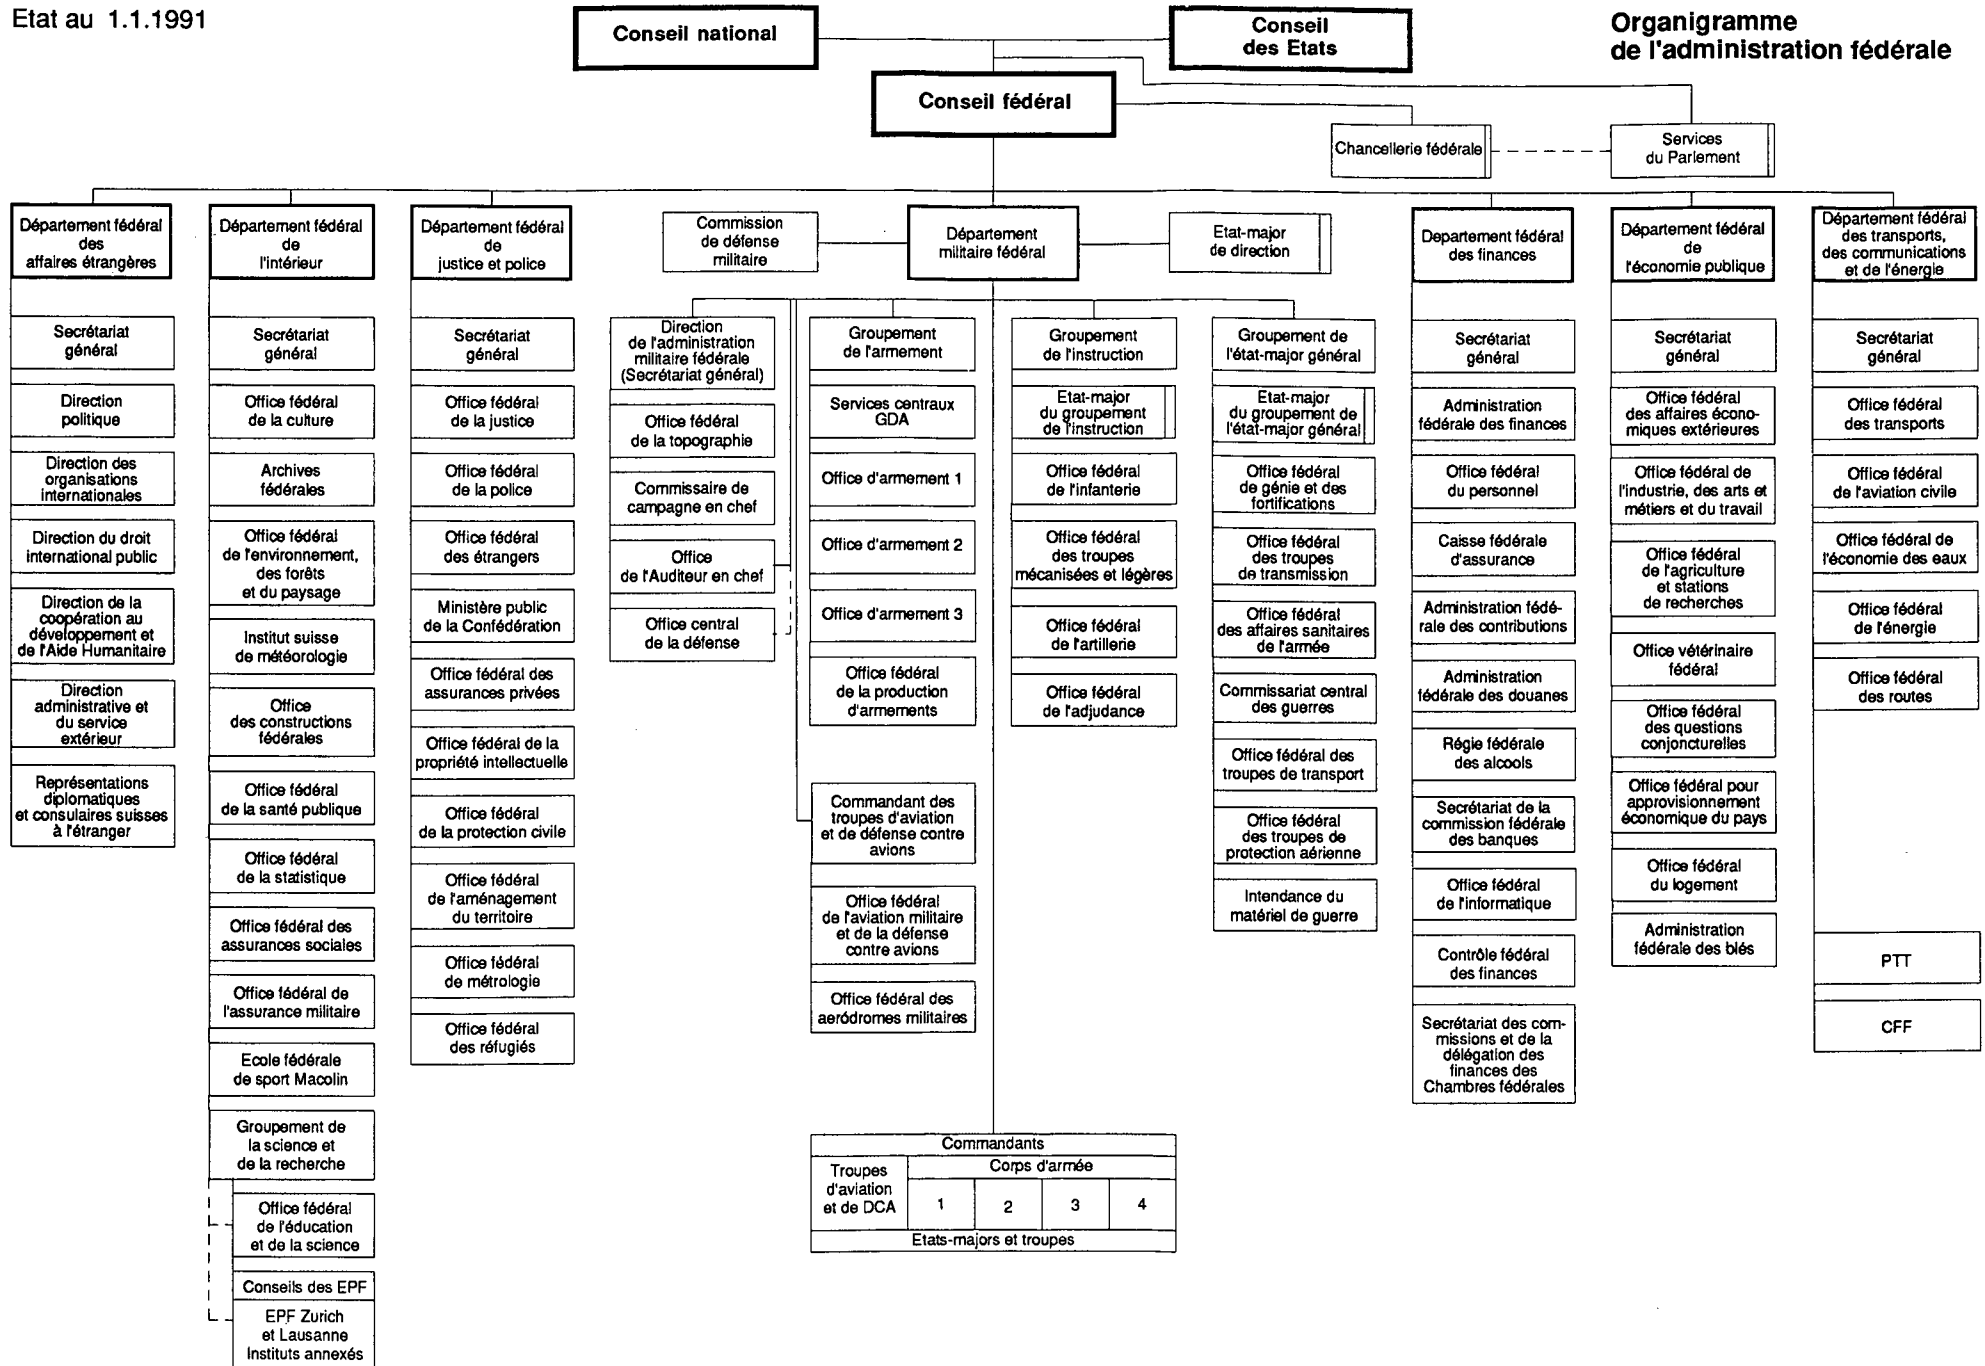 Etat au 1.1.1991
Conseil national
Conseil
des Etats
Organigramme
de l'administration fédérale
Conseil fédéral
Chancellerie fédérale
Services
du Parlement
Département fédéral
des
affaires étrangères
Département fédéral
de
l'intérieur
Département fédéral
de
justice et police
Commission
de défense
militaire
Département
militaire fédéral
Etat-major
de direction
Departement fédéral
des finances
Département fédéral
de
l'économie publique
Département fédéral
des transports,
des communications
et de l'énergie
Secrétariat
général
Direction
politique
Direction des
organisations
internationales
Direction du droit
international public
Direction de la
coopération au
développement et
de l'Aide Humanitaire
Direction
administrative et
du service
extérieur
Représentations
diplomatiques
et consulaires suisses
à l'étranger
Secrétariat
général
Office fédéral
de la culture
Archives
fédérales
Office fédéral
de l'environnement,
des forêts
et du paysage
Institut suisse
de météorologie
Office
des constructions
fédérales
Office fédéral
de la santé publique
Office fédéral
de la statistique
Office fédéral des
assurances sociales
Office fédéral de
l'assurance militaire
Ecole fédérale
de sport Macolin
Groupement de
la science et
de la recherche
Office fédéral
de l'éducation
et de la science
Conseils des EPF
EPF Zurich
et Lausanne
Instituts annexés
Secrétariat
général
Office fédéral
de la justice
Office fédéral
de la police
Office fédéral
des étrangers
Ministère public
de la Confédération
Office fédéral des
assurances privées
Office fédéral de la
propriété intellectuelle
Office fédéral
de la protection civile
Office fédéral
de l'aménagement
du territoire
Office fédéral
de métrologie
Office fédéral
des réfugiés
Direction
de l'administration
militaire fédérale
(Secrétariat général)
Office fédéral
de la topographie
Commissaire de
campagne en chef
Office
de l'Auditeur en chef
Office central
de la défense
Groupement
de l'armement
Services centraux
GDA
Office d'armement 1
Office d'armement 2
Office d'armement 3
Office fédéral
de la production
d'armements
Commandant des
troupes d'aviation
et de défense contre
avions
Office fédéral
de l'aviation militaire
et de la défense
contre avions
Office fédéral des
aeródromes militaires
Groupement
de l'instruction
Etat-major
du groupement
de l'instruction
Office fédéral
de l'infanterie
Office fédéral
des troupes
mécanisées et légères
Office fédéral
de l'artillerie
Office fédéral
de l'adjudance
Groupement de
l'état-major général
Etat-major
du groupement de
l'état-major général
Office fédéral
de génie et des
fortifications
Office fédéral
des troupes
de transmission
Office fédéral
des affaires sanitaires
de l'armée
Commissariat central
des guerres
Office fédéral des
troupes de transport
Office fédéral
des troupes de
protection aérienne
Intendance du
matériel de guerre
Commandants
Troupes
d'aviation
et de DCA
Corps d'armée
1
2
3
4
Etats-majors et troupes
Secrétariat
général
Administration
fédérale des finances
Office fédéral
du personnel
Caisse fédérale
d'assurance
Administration fédé-
rale des contributions
Administration
fédérale des douanes
Régie fédérale
des alcools
Secrétariat de la
commission fédérale
des banques
Office fédéral
de l'informatique
Contrôle fédéral
des finances
Secrétariat des com-
missions et de la
délégation des
finances des
Chambres fédérales
Secrétariat
général
Office fédéral
des affaires écono-
miques extérieures
Office fédéral de
l'industrie, des arts et
métiers et du travail
Office fédéral
de l'agriculture
et stations
de recherches
Office vétérinaire
fédéral
Office fédéral
des questions
conjoncturelles
Office fédéral pour
approvisionnement
économique du pays
Office fédéral
du logement
Administration
fédérale des blés
Secrétariat
général
Office fédéral
des transports
Office fédéral
de l'aviation civile
Office fédéral de
l'économie des eaux
Office fédéral
de l'énergie
Office fédéral
des routes
PTT
CFF